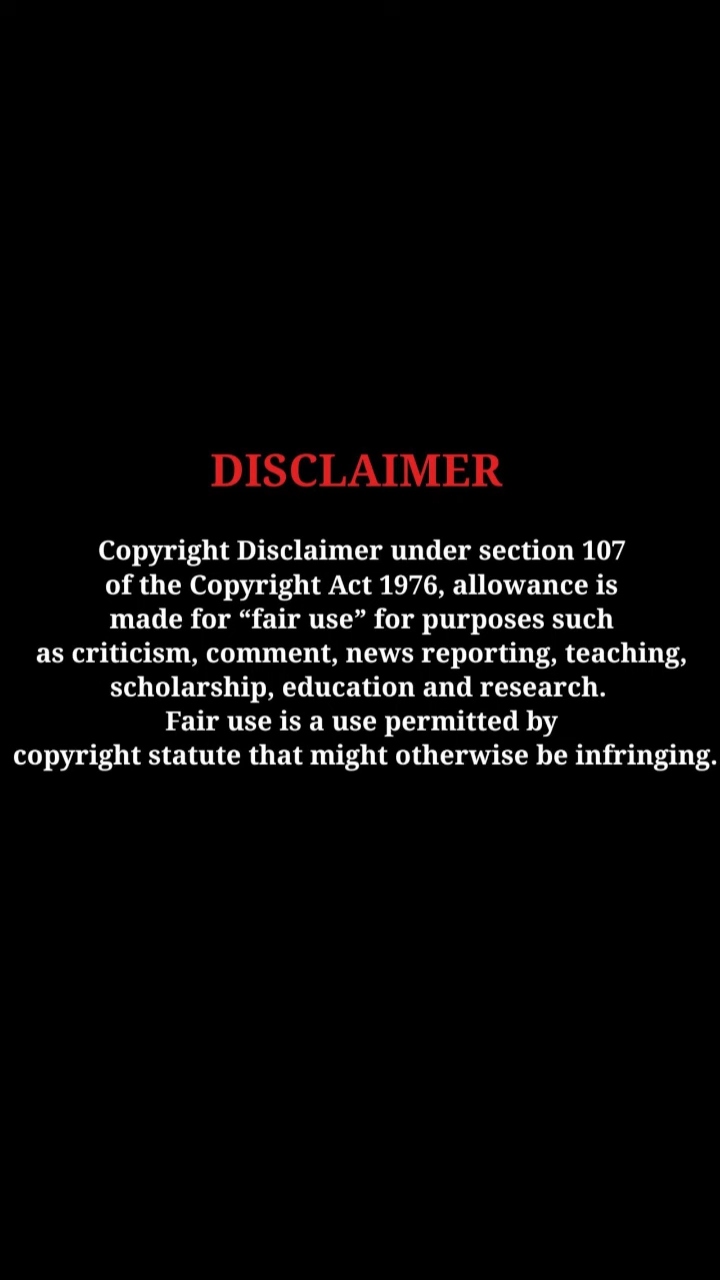 DISCLAIMER
Copyright Disclaimer under section 107
of the Copyright Act 1976, allowance is
made for “fair use” for purposes such
as criticism, comment, news reporting, teaching,
scholarship, education and research.
Fair use is a use permitted by
copyright statute that might otherwise be infringing.